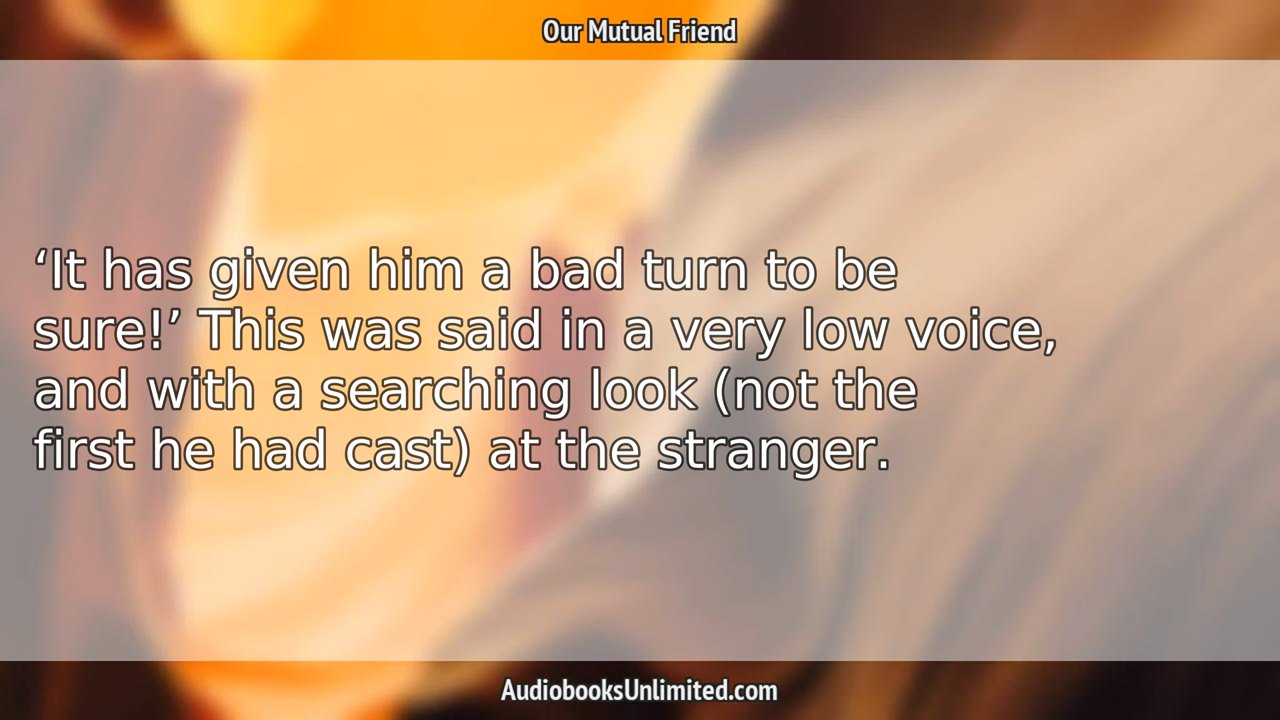 Our Mutual Friend
‘It has given him a bad turn to be
sure!’ This was said in a very low voice,
and with a searching look (not the
first he had cast) at the stranger.
AudiobooksUnlimited.com